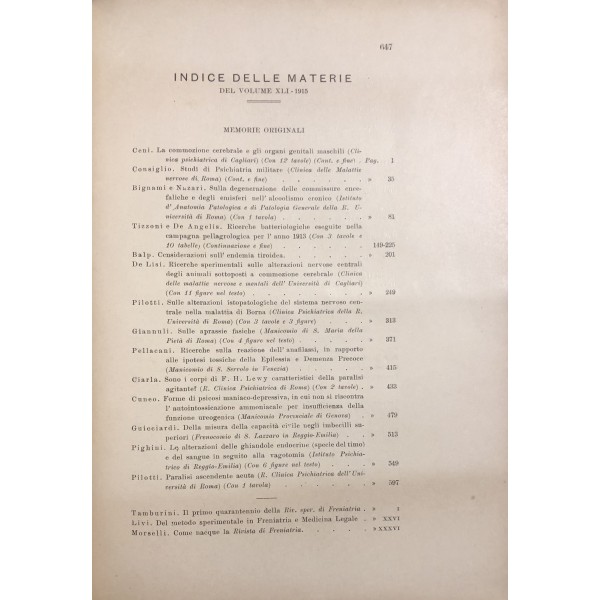 647
INDICE DELLE MATERIE
DEL VOLUME XLI - 1915
MEMORIE ORIGINALI
Ceni. La commozione cerebrale e gli organi genitali maschili (Cli-
nica psichiatrica di Cagliari) (Con 12 tavole) (Cont. e fine) . Pag. 1
Consiglio. Studi di Psichiatria militare (Clinica delle Malattie
nervose di Roma) (Cont. e fine) . . . . . . » 35
Bignami e Nazari. Sulla degenerazione delle commissure ence-
faliche e degli emisferi nell' alcoolismo cronico (Istituto
d' Anatomia Patologica e di Patologia Generale della R. U-
niversità di Roma) (Con 1 tavola) . . . . . » 81
Tizzoni e De Angelis. Ricerche batteriologiche eseguite nella
campagna pellagrologica per l' anno 1913 (Con 3 tavole e
10 tabelle) (Continuazione e fine) . . . . . 149-225
Balp. Considerazioni sull' endemia tiroidea. . . . . » 201
De Lisi. Ricerche sperimentali sulle alterazioni nervose centrali
degli animali sottoposti a commozione cerebrale (Clinica
delle malattie nervose e mentali dell' Università di Cagliari)
(Con 11 figure nel testo) . . . . . . . » 249
Pilotti. Sulle alterazioni istopatologiche del sistema nervoso cen-
trale nella malattia di Borna (Clinica Psichiatrica della R.
Università di Roma) (Con 3 tavole e 3 figure) . . . » 313
Giannuli. Sulle aprassie fasiche (Manicomio di S. Maria della
Pietà di Roma) (Con 4 figure nel testo) . . . . » 371
Pellacani. Ricerche sulla reazione dell' anafilassi, in rapporto
alle ipotesi tossiche della Epilessia e Demenza Precoce
(Manicomio di S. Servolo in Venezia) . . . . » 415
Ciarla. Sono i corpi di F. H. Lewy caratteristici della paralisi
agitante? (R. Clinica Psichiatrica di Roma) (Con 2 tavole) . » 433
Cuneo. Forme di psicosi maniaco-depressiva, in cui non si riscontra
l' autointossicazione ammoniacale per insufficienza della
funzione ureogenica (Manicomio Provinciale di Genova) . » 479
Guicciardi. Della misura della capacità civile negli imbecilli su-
periori (Frenocomio di S. Lazzaro in Reggio-Emilia) . . » 513
Pighini. Le alterazioni delle ghiandole endocrine (specie del timo)
e del sangue in seguito alla vagotomia (Istituto Psichia-
trico di Reggio-Emilia) (Con 6 figure nel testo) . . . » 549
Pilotti. Paralisi ascendente acuta (R. Clinica Psichiatrica dell'Uni-
versità di Roma) (Con 1 tavola) . . . . . » 597
Tamburini. Il primo quarantennio della Riv. sper. di Freniatria . » I
Livi. Del metodo sperimentale in Freniatria e Medicina Legale . » XXVI
Morselli. Come nacque la Rivista di Freniatria. . . . . » XXXVI